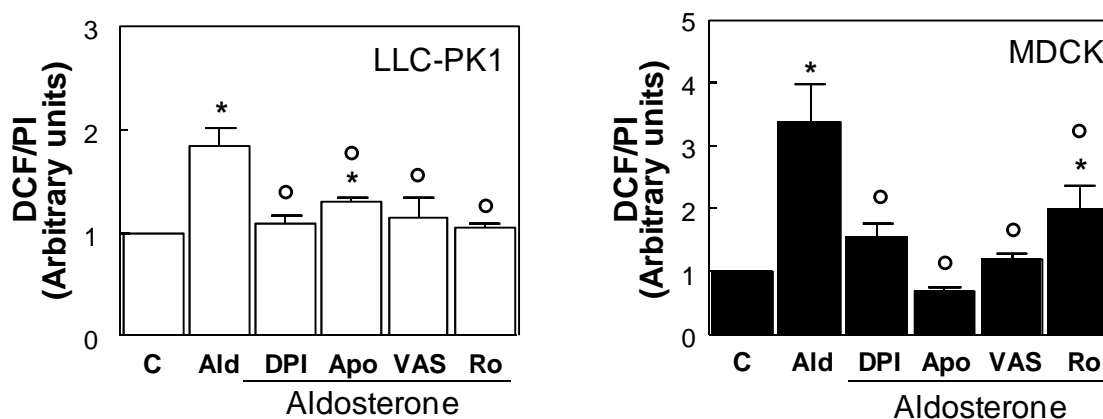 DCF/PI
(Arbitrary units)
3
2
1
0
LLC-PK1
*
*
C Ald DPI Apo VAS Ro
Aldosterone
DCF/PI
(Arbitrary units)
5
4
3
2
1
0
MDCK
*
*
C Ald DPI Apo VAS Ro
Aldosterone